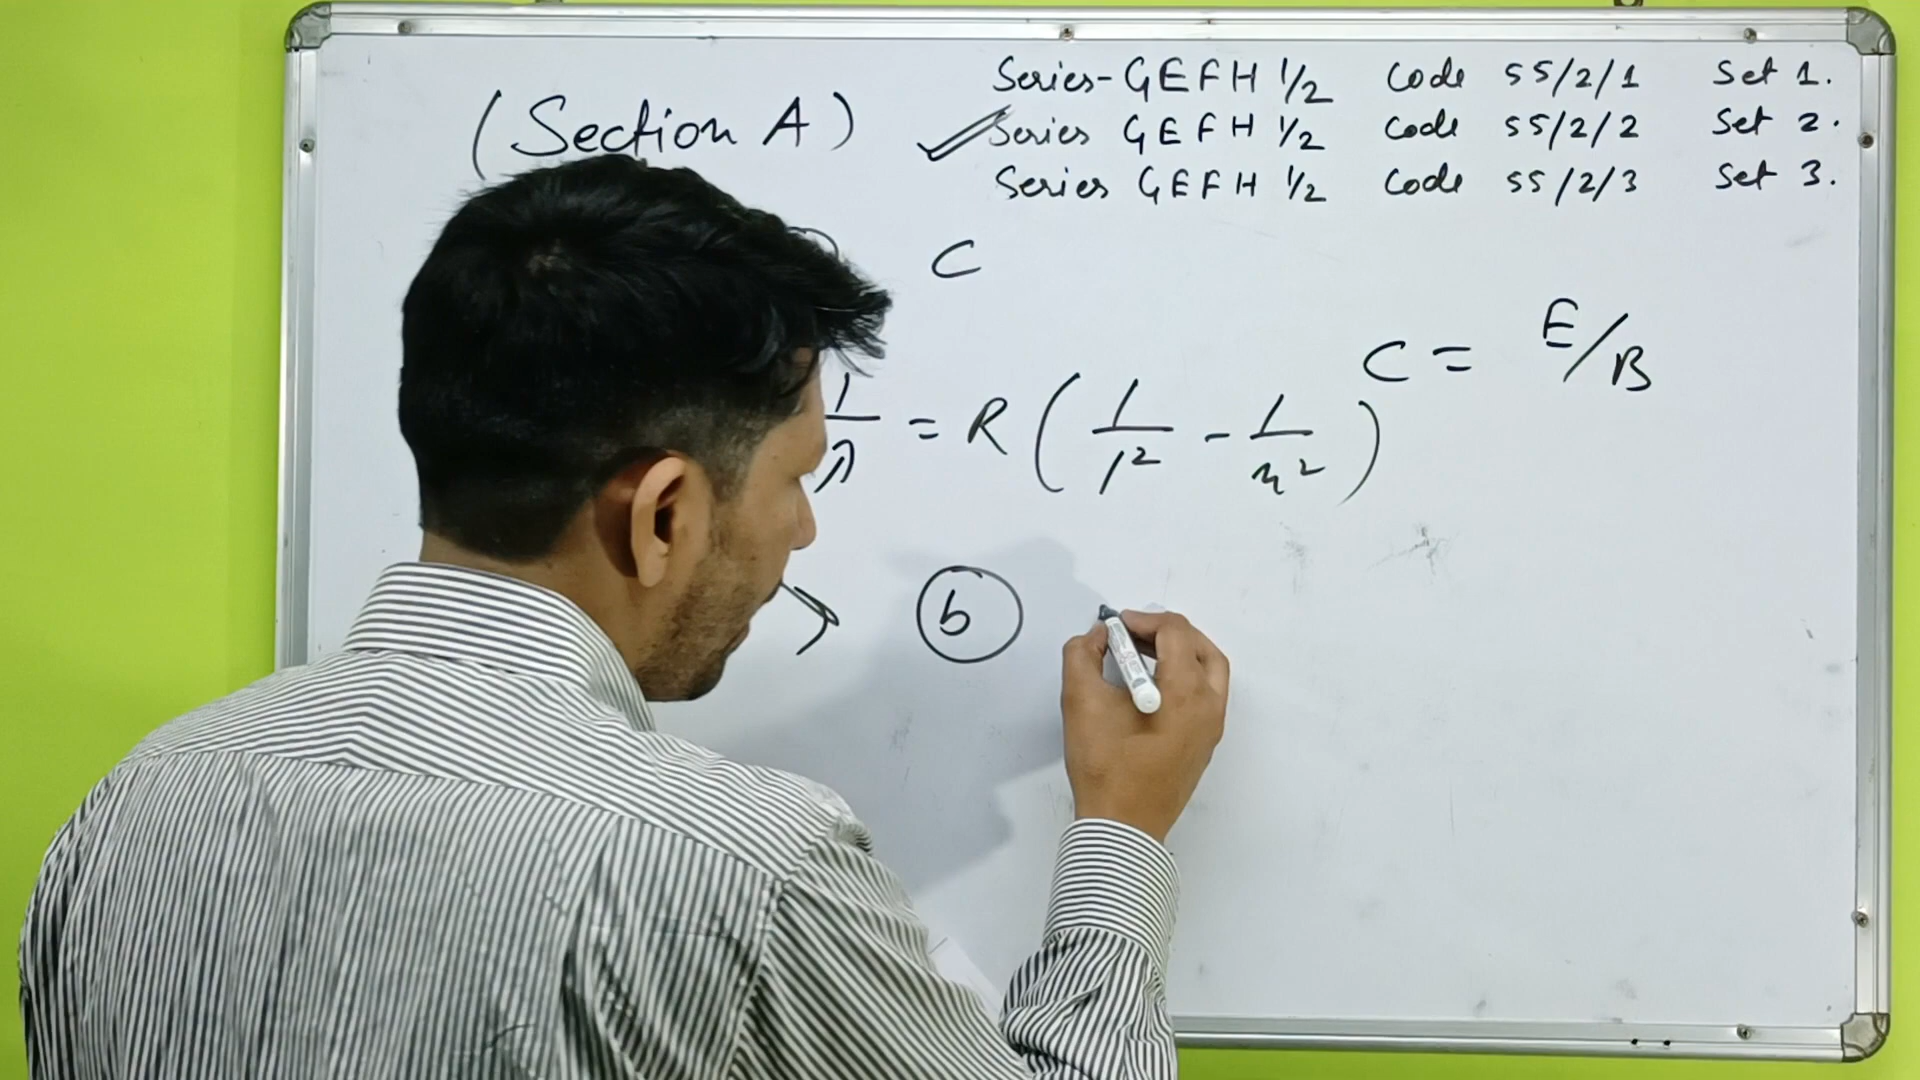 Series-GEFH 1/2 Code 55/2/1 Set 1.
(Section A)
Series GEFH 1/2 Code 55/2/2 Set 2.
Series GEFH 1/2 Code 55/2/3 Set 3.
C
C = E/B
1/λ = R(1/1² - 1/n²)
b